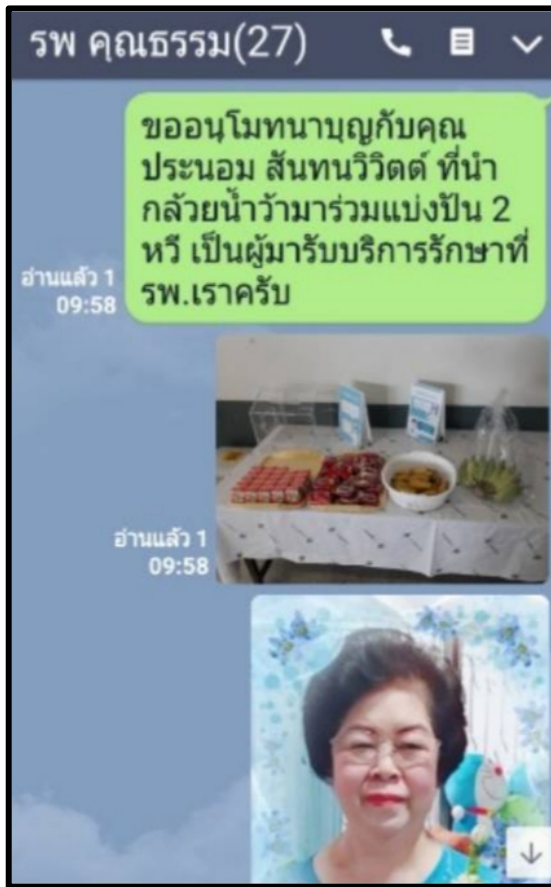 รพ คุณธรรม(27)
ขออนุโมทนาบุญกับคุณ
ประนอม สันทนวิวิตต์ ที่นำ
กล้วยน้ำว้ามาร่วมแบ่งปัน 2
หวี เป็นผู้มารับบริการรักษาที่
รพ.เราครับ
อ่านแล้ว 1
09:58
อ่านแล้ว 1
09:58